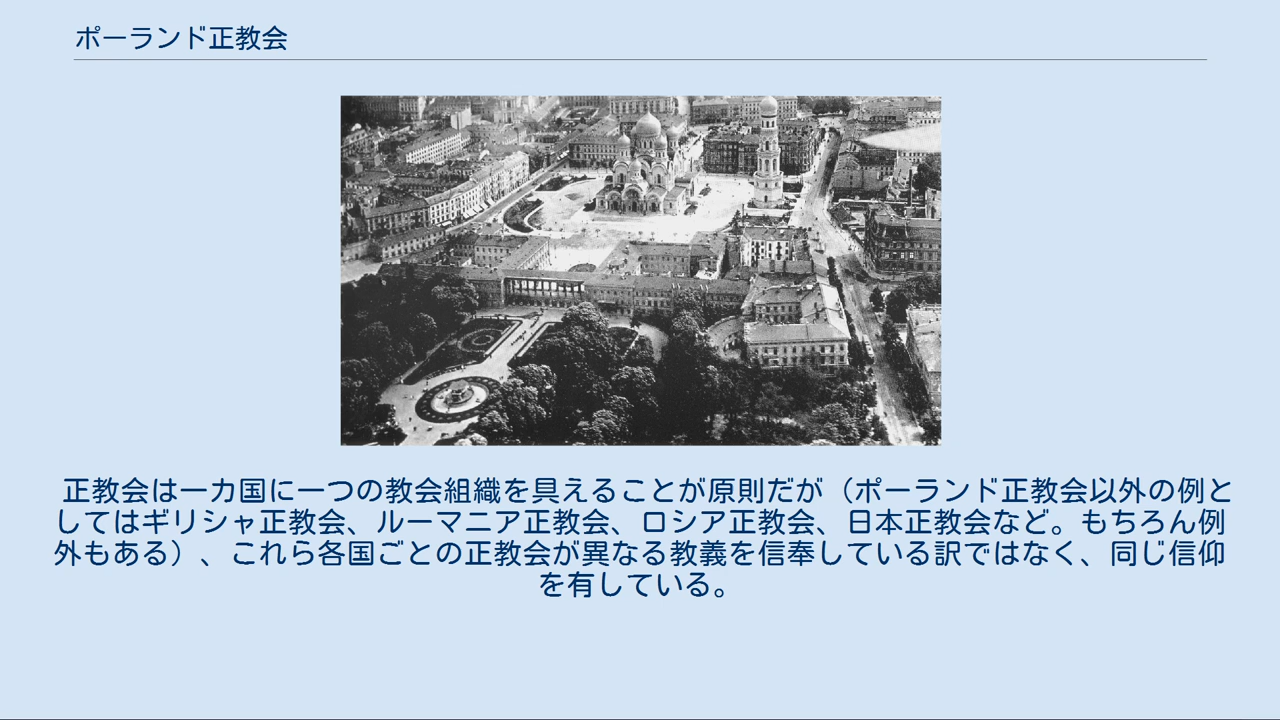 ポーランド正教会
正教会は一カ国に一つの教会組織を具えることが原則だが（ポーランド正教会以外の例と
してはギリシャ正教会、ルーマニア正教会、ロシア正教会、日本正教会など。もちろん例
外もある）、これら各国ごとの正教会が異なる教義を信奉している訳ではなく、同じ信仰
を有している。